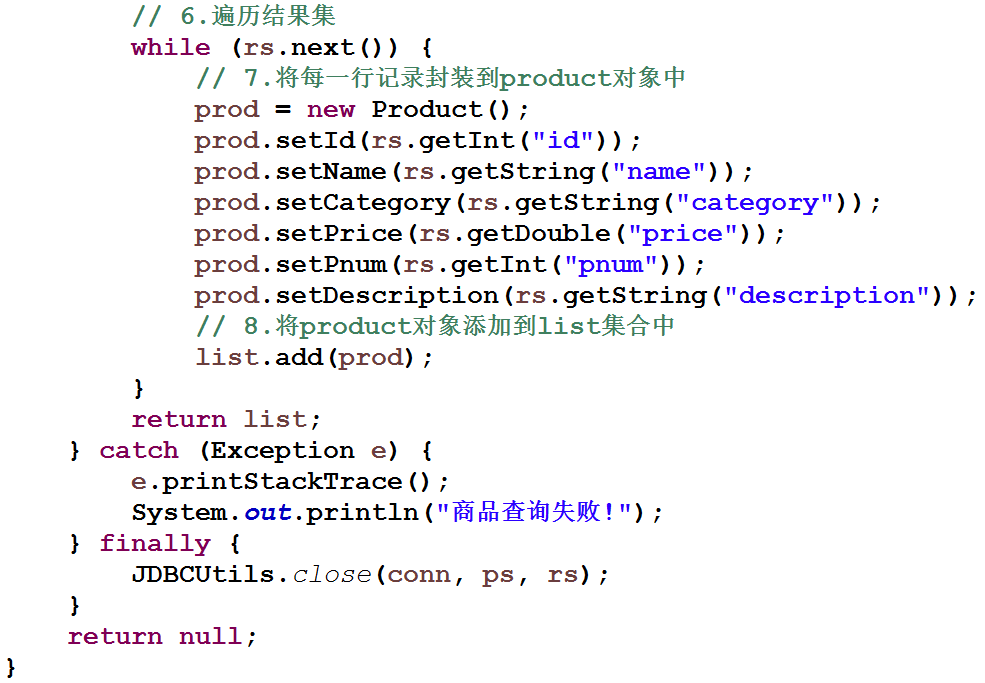 // 6.遍历结果集
while (rs.next()) {
// 7.将每一行记录封装到product对象中
prod = new Product();
prod.setId(rs.getInt("id"));
prod.setName(rs.getString("name"));
prod.setCategory(rs.getString("category"));
prod.setPrice(rs.getDouble("price"));
prod.setPnum(rs.getInt("pnum"));
prod.setDescription(rs.getString("description"));
// 8.将product对象添加到list集合中
list.add(prod);
}
return list;
} catch (Exception e) {
e.printStackTrace();
System.out.println("商品查询失败!");
} finally {
JDBCUtils.close(conn, ps, rs);
}
return null;
}